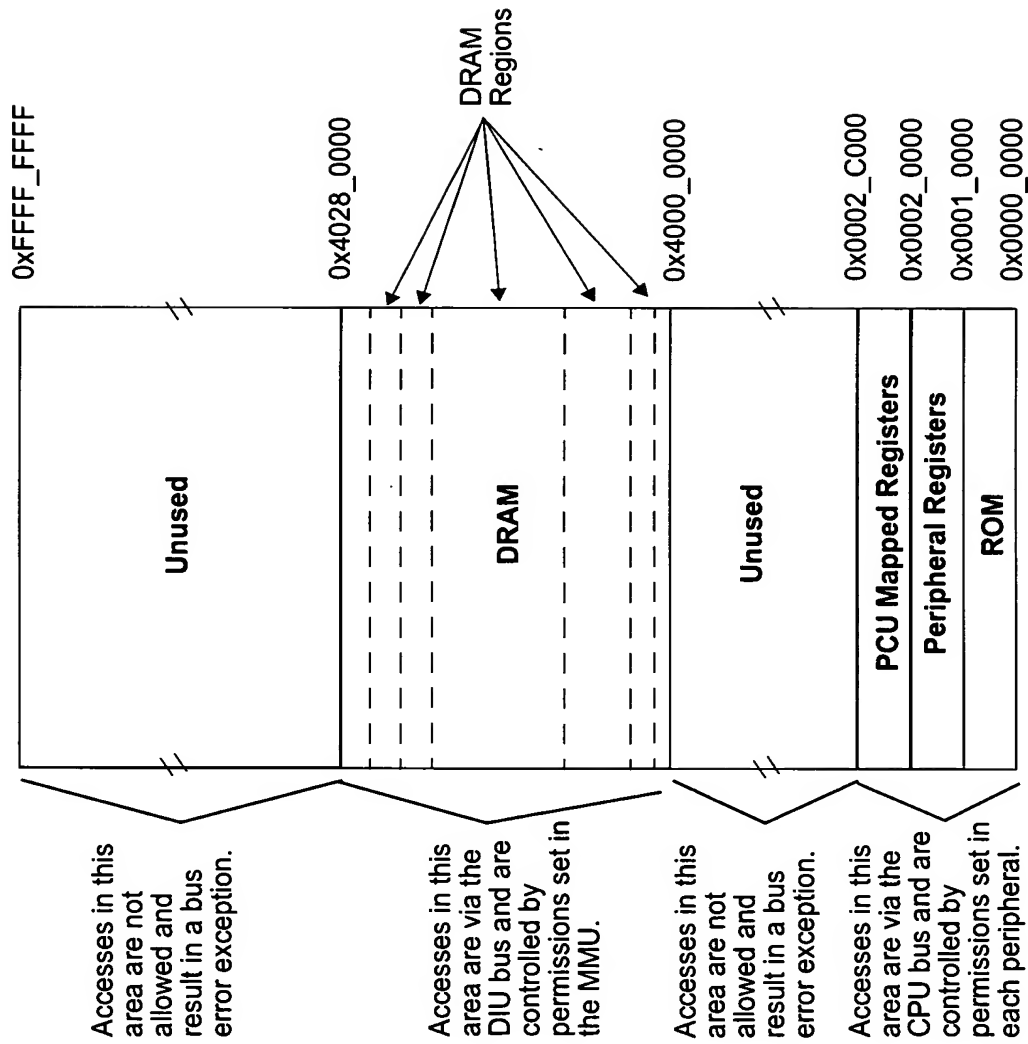 Accesses in this
area are not
allowed and
result in a bus
error exception.
Accesses in this
area are via the
DIU bus and are
controlled by
permissions set in
the MMU.
Accesses in this
area are not
allowed and
result in a bus
error exception.
Accesses in this
area are via the
CPU bus and are
controlled by
permissions set in
each peripheral.
Unused
DRAM
Unused
PCU Mapped Registers
Peripheral Registers
ROM
0xFFFF_FFFF
0x4028_0000
DRAM
Regions
0x4000_0000
0x0002_C000
0x0002_0000
0x0001_0000
0x0000_0000